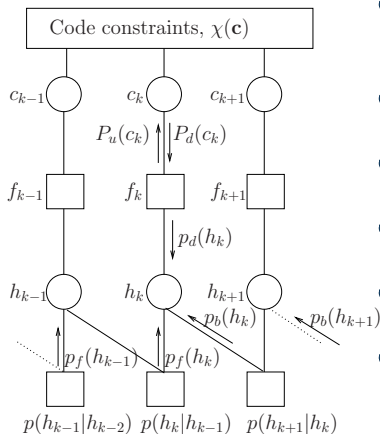 Code constraints, χ(c)
c_{k-1} c_k c_{k+1}
P_u(c_k) P_d(c_k)
f_{k-1} f_k f_{k+1}
p_d(h_k)
h_{k-1} h_k h_{k+1}
p_b(h_k) p_b(h_{k+1})
p_f(h_{k-1}) p_f(h_k)
p(h_{k-1}|h_{k-2}) p(h_k|h_{k-1}) p(h_{k+1}|h_k)